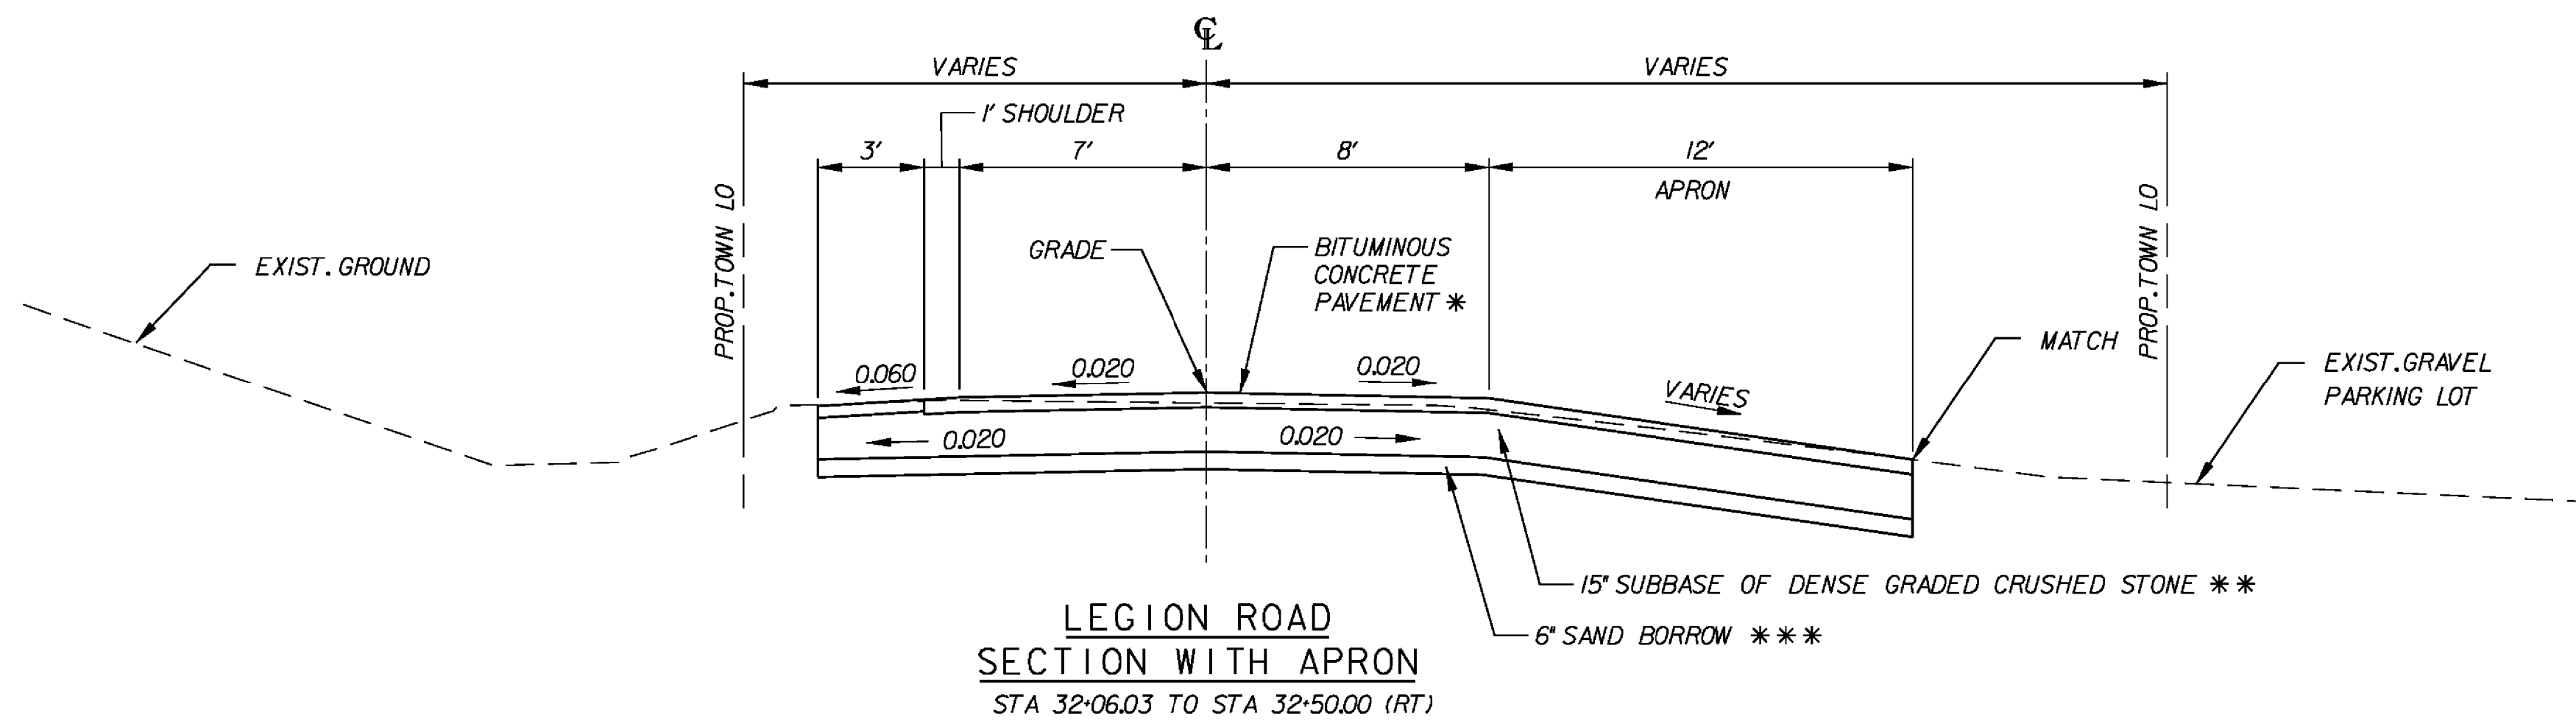 ℄
VARIES
VARIES
1' SHOULDER
3'
7'
8'
12'
APRON
PROP. TOWN LO
PROP. TOWN LO
EXIST. GROUND
GRADE
BITUMINOUS
CONCRETE
PAVEMENT *
MATCH
EXIST. GRAVEL
PARKING LOT
0.060
0.020
0.020
VARIES
0.020
0.020
15" SUBBASE OF DENSE GRADED CRUSHED STONE **
6" SAND BORROW ***
LEGION ROAD
SECTION WITH APRON
STA 32+06.03 TO STA 32+50.00 (RT)